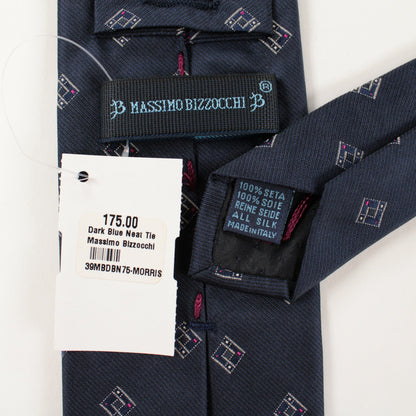 B MASSIMO BIZZOCCHI B ®
100% SETA
100% SOIE
REINE SEIDE
ALL SILK
MADE IN ITALY
175.00
Dark Blue Neat Tie
Massimo Bizzocchi
39MBDBN75-MORRIS